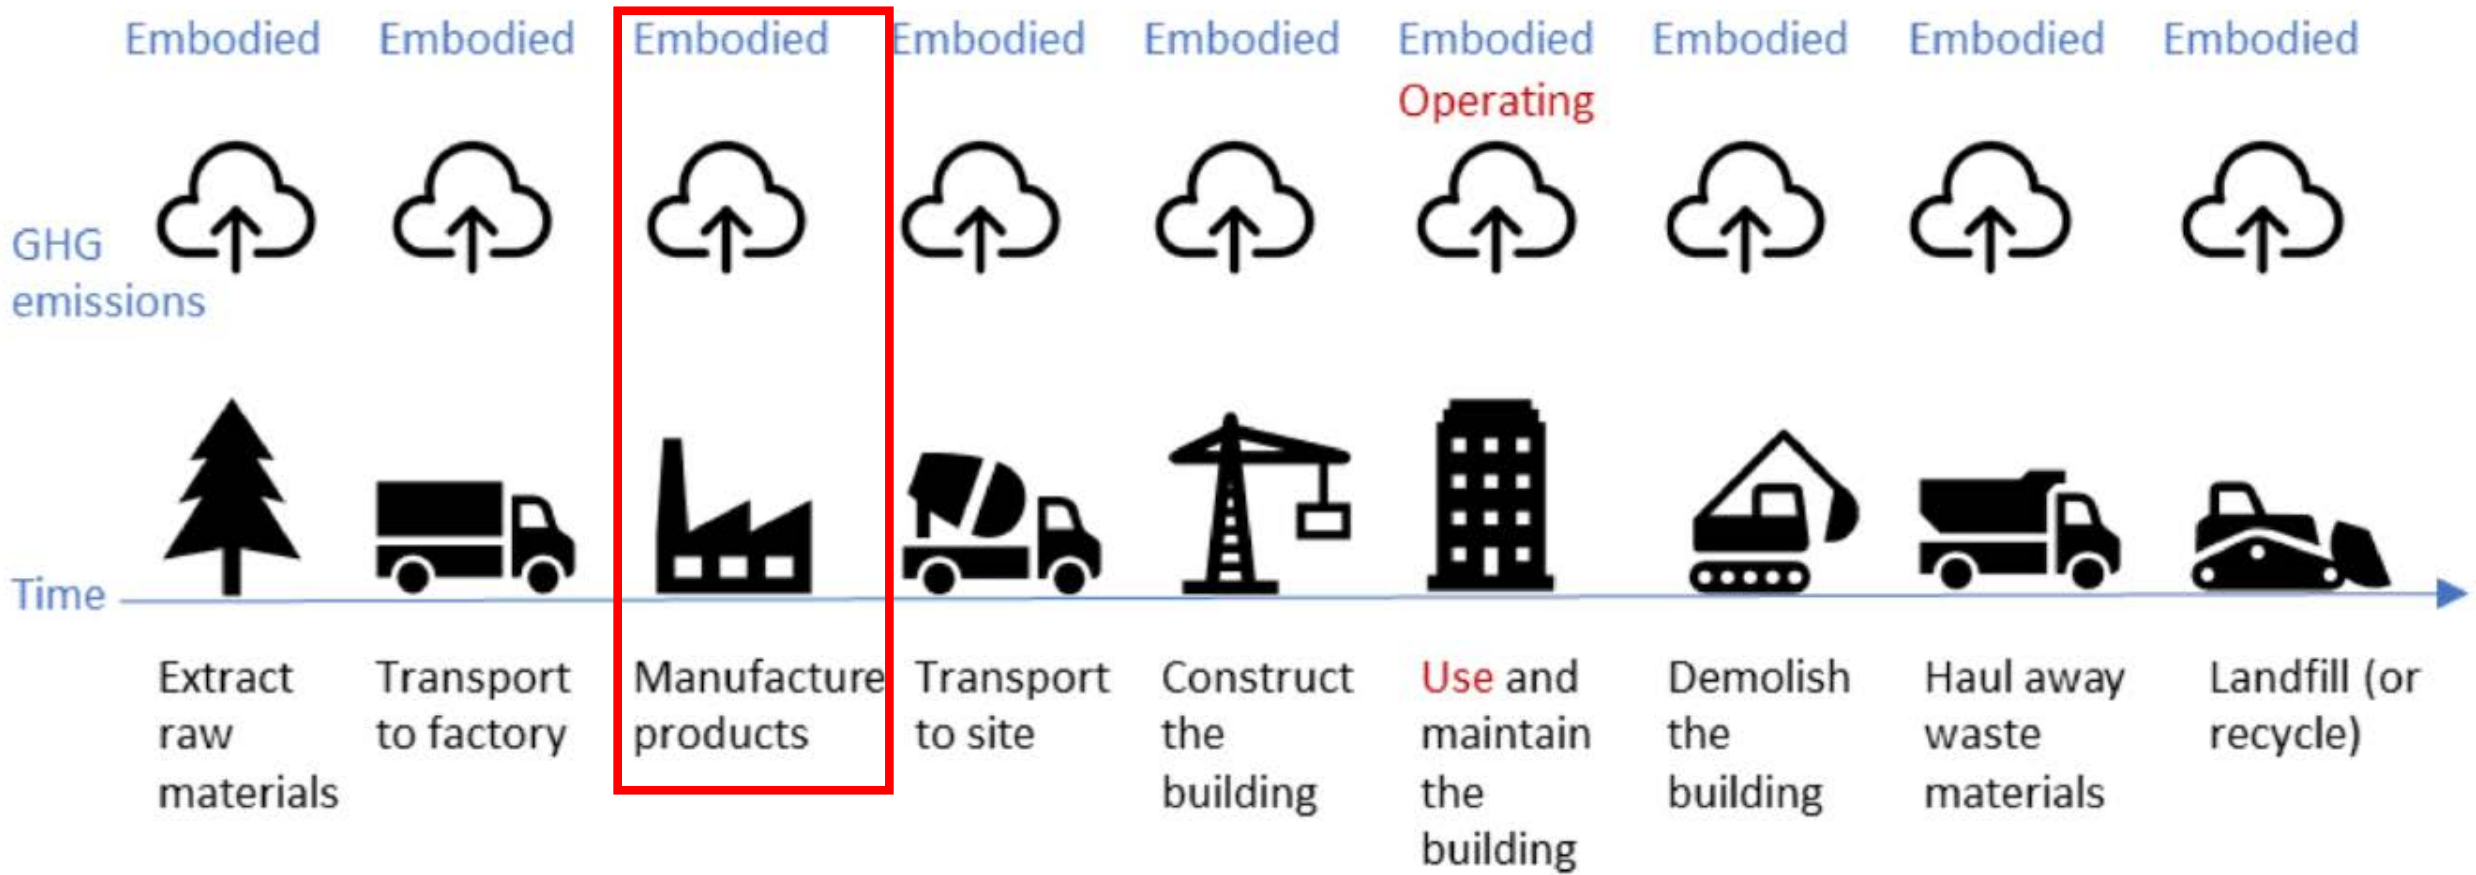 Embodied Embodied Embodied Embodied Embodied Embodied Embodied Embodied Embodied
Operating
GHG
emissions
Time
Extract
raw
materials
Transport
to factory
Manufacture
products
Transport
to site
Construct
the
building
Use and
maintain
the
building
Demolish
the
building
Haul away
waste
materials
Landfill (or
recycle)